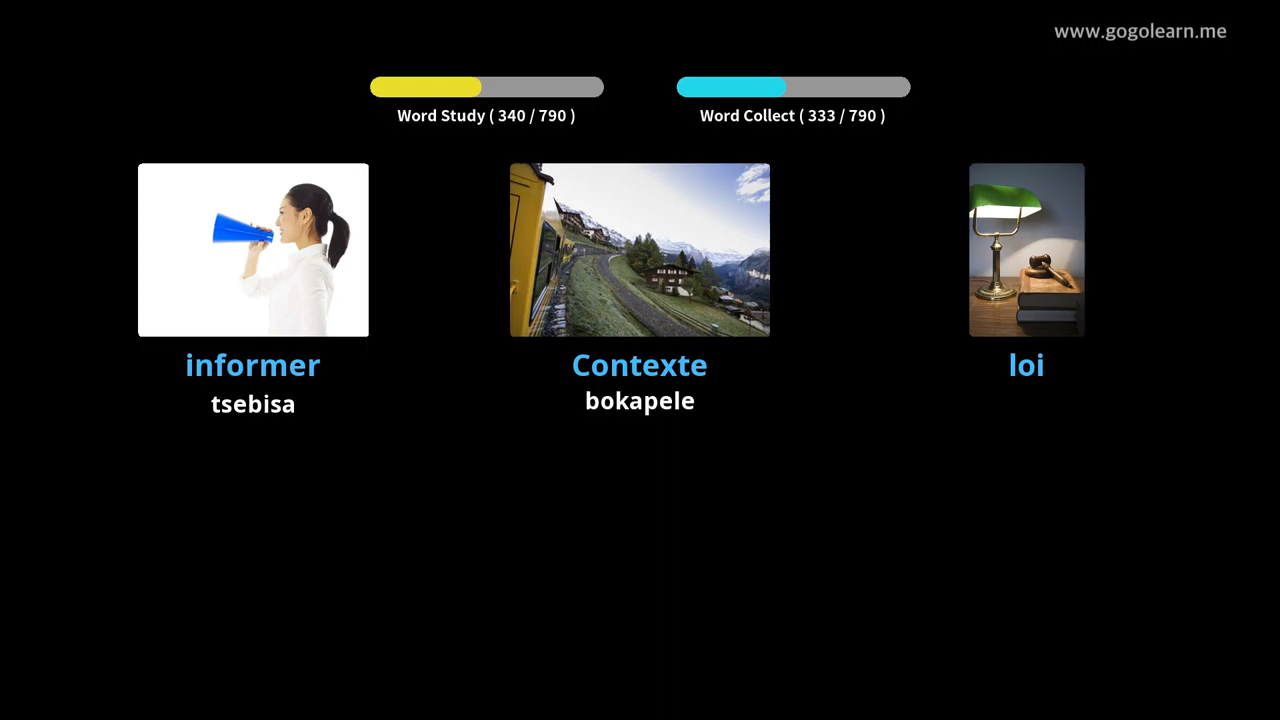 www.gogolearn.me
Word Study ( 340 / 790 )
Word Collect ( 333 / 790 )
informer
Contexte
loi
tsebisa
bokapele